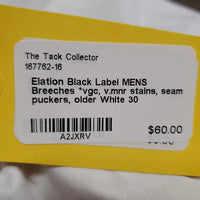 The Tack Collector
167762-16
Elation Black Label MENS
Breeches *vgc, v.mnr stains, seam
puckers, older White 30
$60.00
A2JXRV